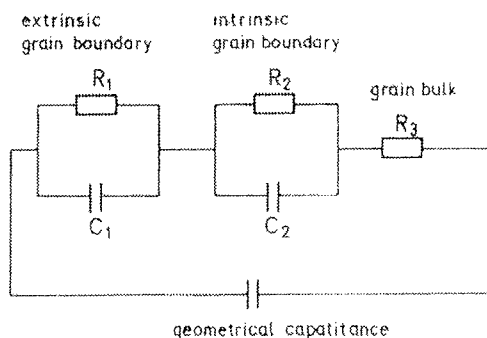 extrinsic
grain boundary
intrinsic
grain boundary
R1
R2
grain bulk
R3
C1
C2
geometrical capatitance